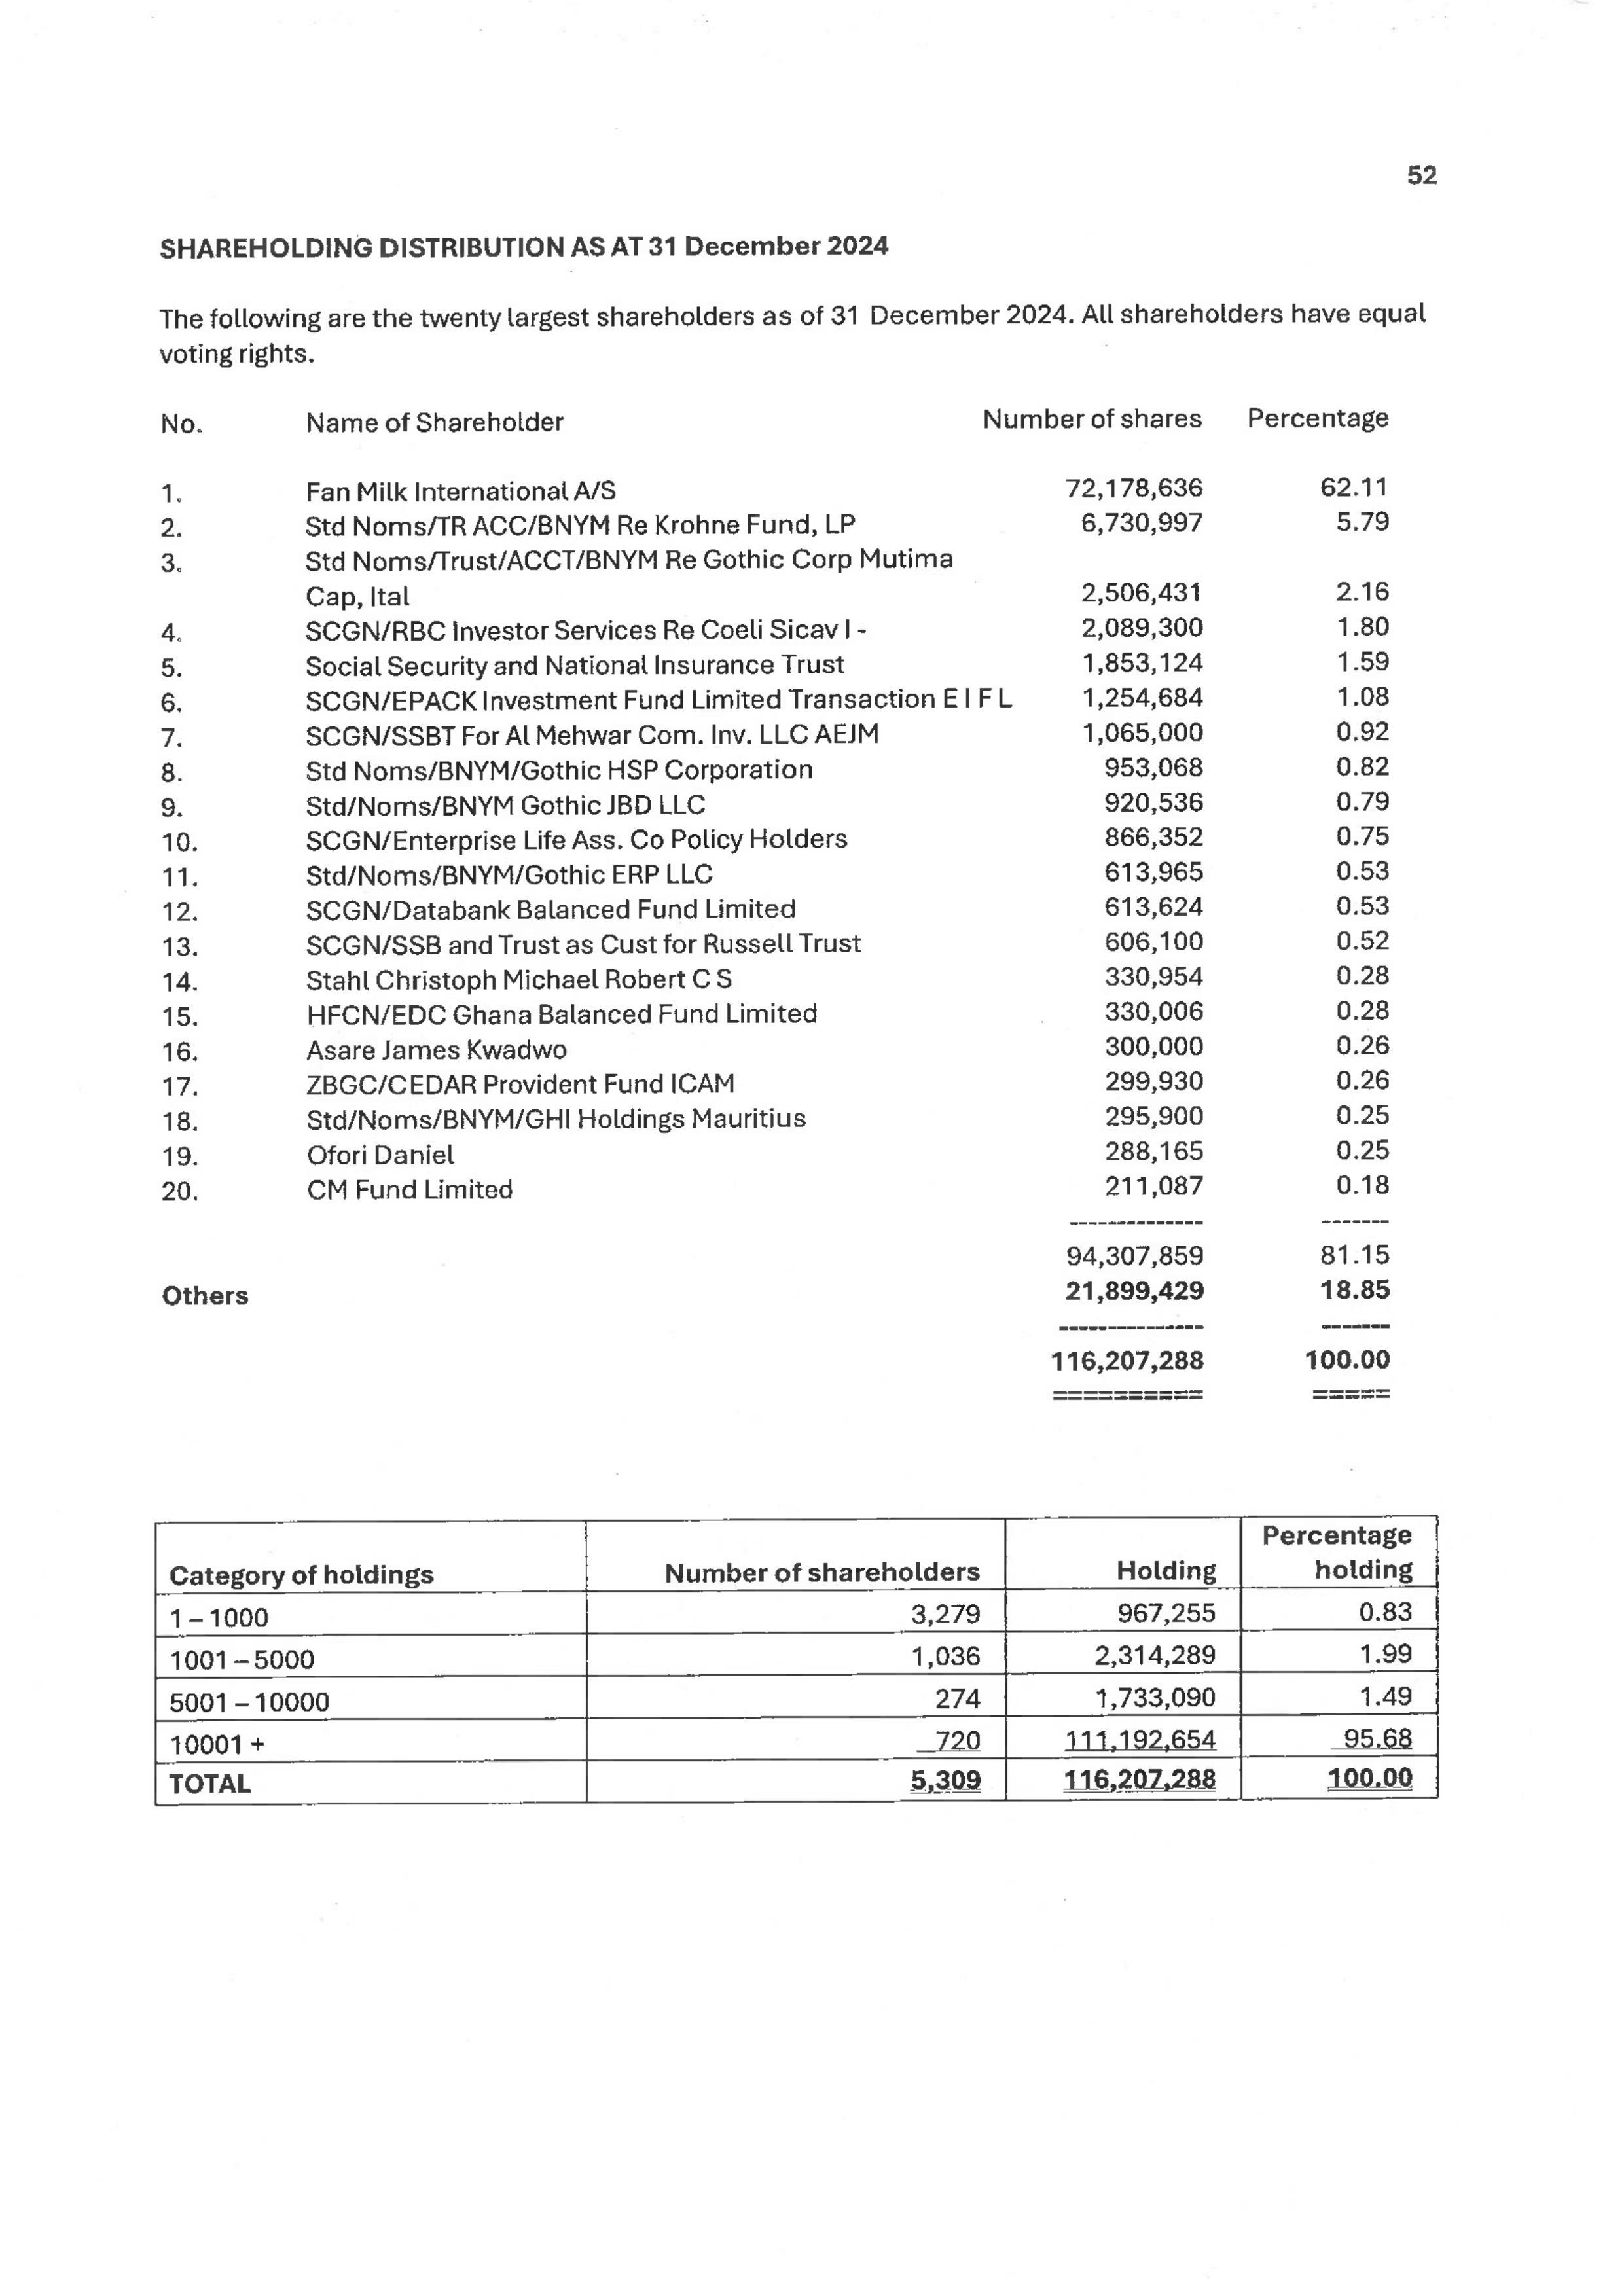 52
SHAREHOLDING DISTRIBUTION AS AT 31 December 2024
The following are the twenty largest shareholders as of 31 December 2024. All shareholders have equal
voting rights.
No. Name of Shareholder Number of shares Percentage
1. Fan Milk International A/S 72,178,636 62.11
2. Std Noms/TR ACC/BNYM Re Krohne Fund, LP 6,730,997 5.79
3. Std Noms/Trust/ACCT/BNYM Re Gothic Corp Mutima
Cap, Ital 2,506,431 2.16
4. SCGN/RBC Investor Services Re Coeli Sicav I - 2,089,300 1.80
5. Social Security and National Insurance Trust 1,853,124 1.59
6. SCGN/EPACK Investment Fund Limited Transaction E I F L 1,254,684 1.08
7. SCGN/SSBT For Al Mehwar Com. Inv. LLC AEJM 1,065,000 0.92
8. Std Noms/BNYM/Gothic HSP Corporation 953,068 0.82
9. Std/Noms/BNYM Gothic JBD LLC 920,536 0.79
10. SCGN/Enterprise Life Ass. Co Policy Holders 866,352 0.75
11. Std/Noms/BNYM/Gothic ERP LLC 613,965 0.53
12. SCGN/Databank Balanced Fund Limited 613,624 0.53
13. SCGN/SSB and Trust as Cust for Russell Trust 606,100 0.52
14. Stahl Christoph Michael Robert C S 330,954 0.28
15. HFCN/EDC Ghana Balanced Fund Limited 330,006 0.28
16. Asare James Kwadwo 300,000 0.26
17. ZBGC/CEDAR Provident Fund ICAM 299,930 0.26
18. Std/Noms/BNYM/GHI Holdings Mauritius 295,900 0.25
19. Ofori Daniel 288,165 0.25
20. CM Fund Limited 211,087 0.18
94,307,859 81.15
Others 21,899,429 18.85
116,207,288 100.00
Category of holdings Number of shareholders Holding Percentage holding
1 – 1000 3,279 967,255 0.83
1001 – 5000 1,036 2,314,289 1.99
5001 – 10000 274 1,733,090 1.49
10001 + 720 111,192,654 95.68
TOTAL 5,309 116,207,288 100.00